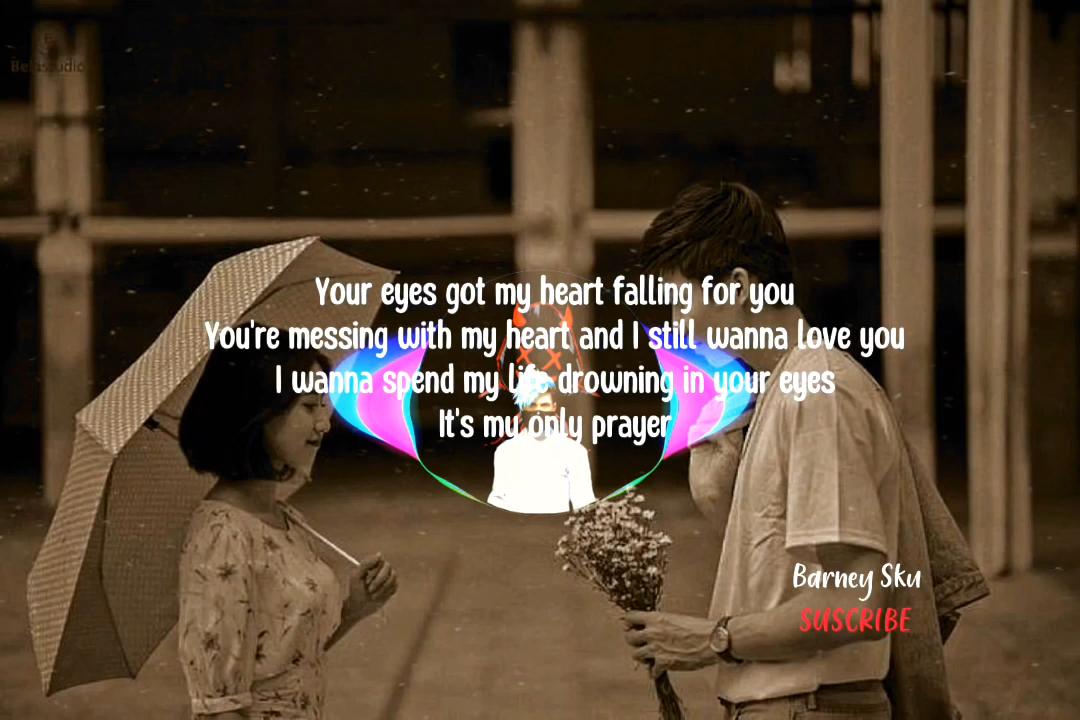 Belastudio
Your eyes got my heart falling for you
You're messing with my heart and I still wanna love you
I wanna spend my life drowning in your eyes
It's my only prayer
Barney Sku
SUSCRIBE